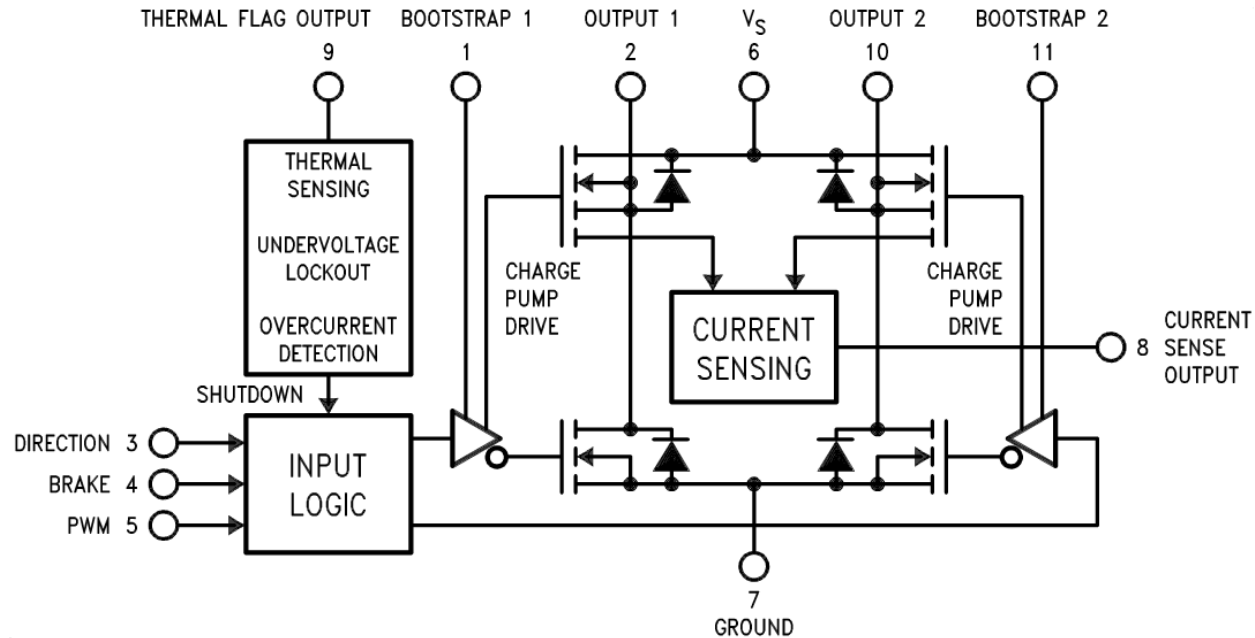 THERMAL FLAG OUTPUT
9
BOOTSTRAP 1
1
OUTPUT 1
2
VS
6
OUTPUT 2
10
BOOTSTRAP 2
11
THERMAL
SENSING
UNDERVOLTAGE
LOCKOUT
OVERCURRENT
DETECTION
SHUTDOWN
CHARGE
PUMP
DRIVE
CURRENT
SENSING
CHARGE
PUMP
DRIVE
8 CURRENT
SENSE
OUTPUT
DIRECTION 3
BRAKE 4
PWM 5
INPUT
LOGIC
7
GROUND